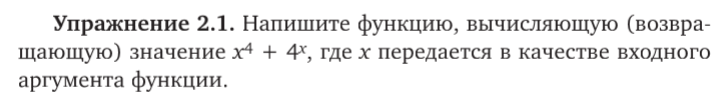 Упражнение 2.1. Напишите функцию, вычисляющую (возвра-
щающую) значение x⁴ + 4ˣ, где x передается в качестве входного
аргумента функции.